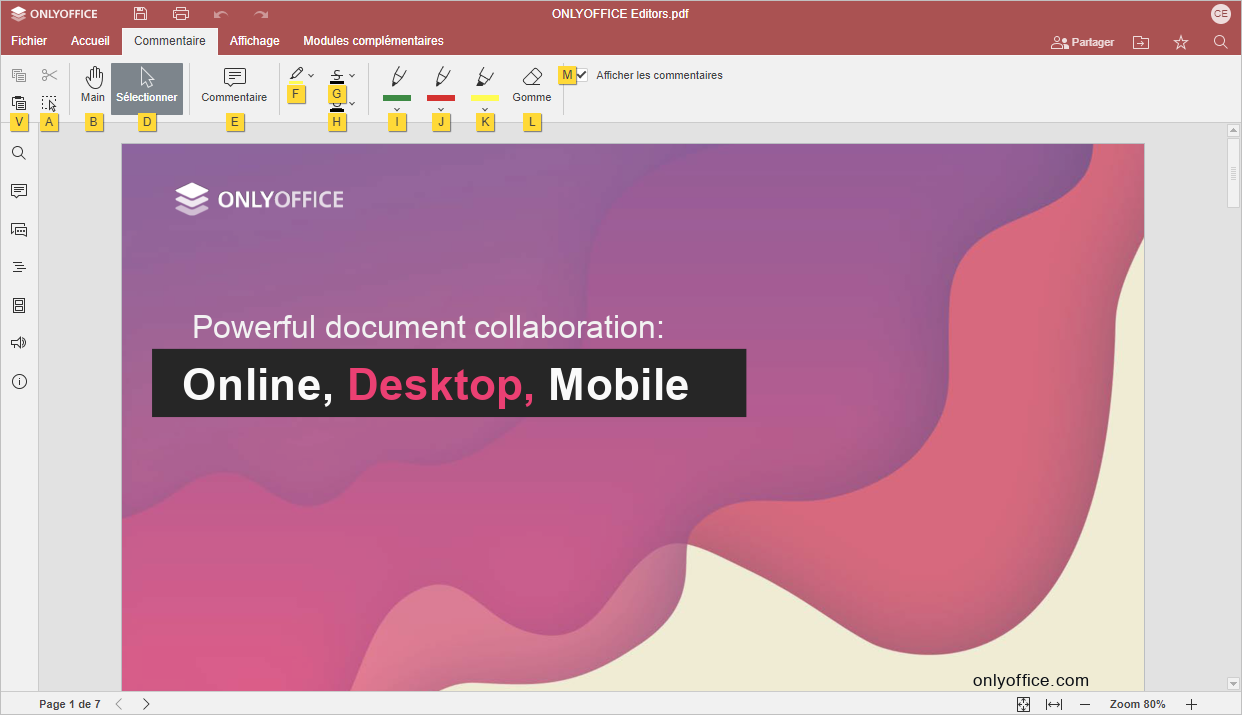 ONLYOFFICE
ONLYOFFICE Editors.pdf
CE
Fichier Accueil Commentaire Affichage Modules complémentaires
Partager
Main Sélectionner Commentaire Gomme
M Afficher les commentaires
F G
V A B D E H I J K L
ONLYOFFICE
Powerful document collaboration:
Online, Desktop, Mobile
onlyoffice.com
Page 1 de 7
Zoom 80%